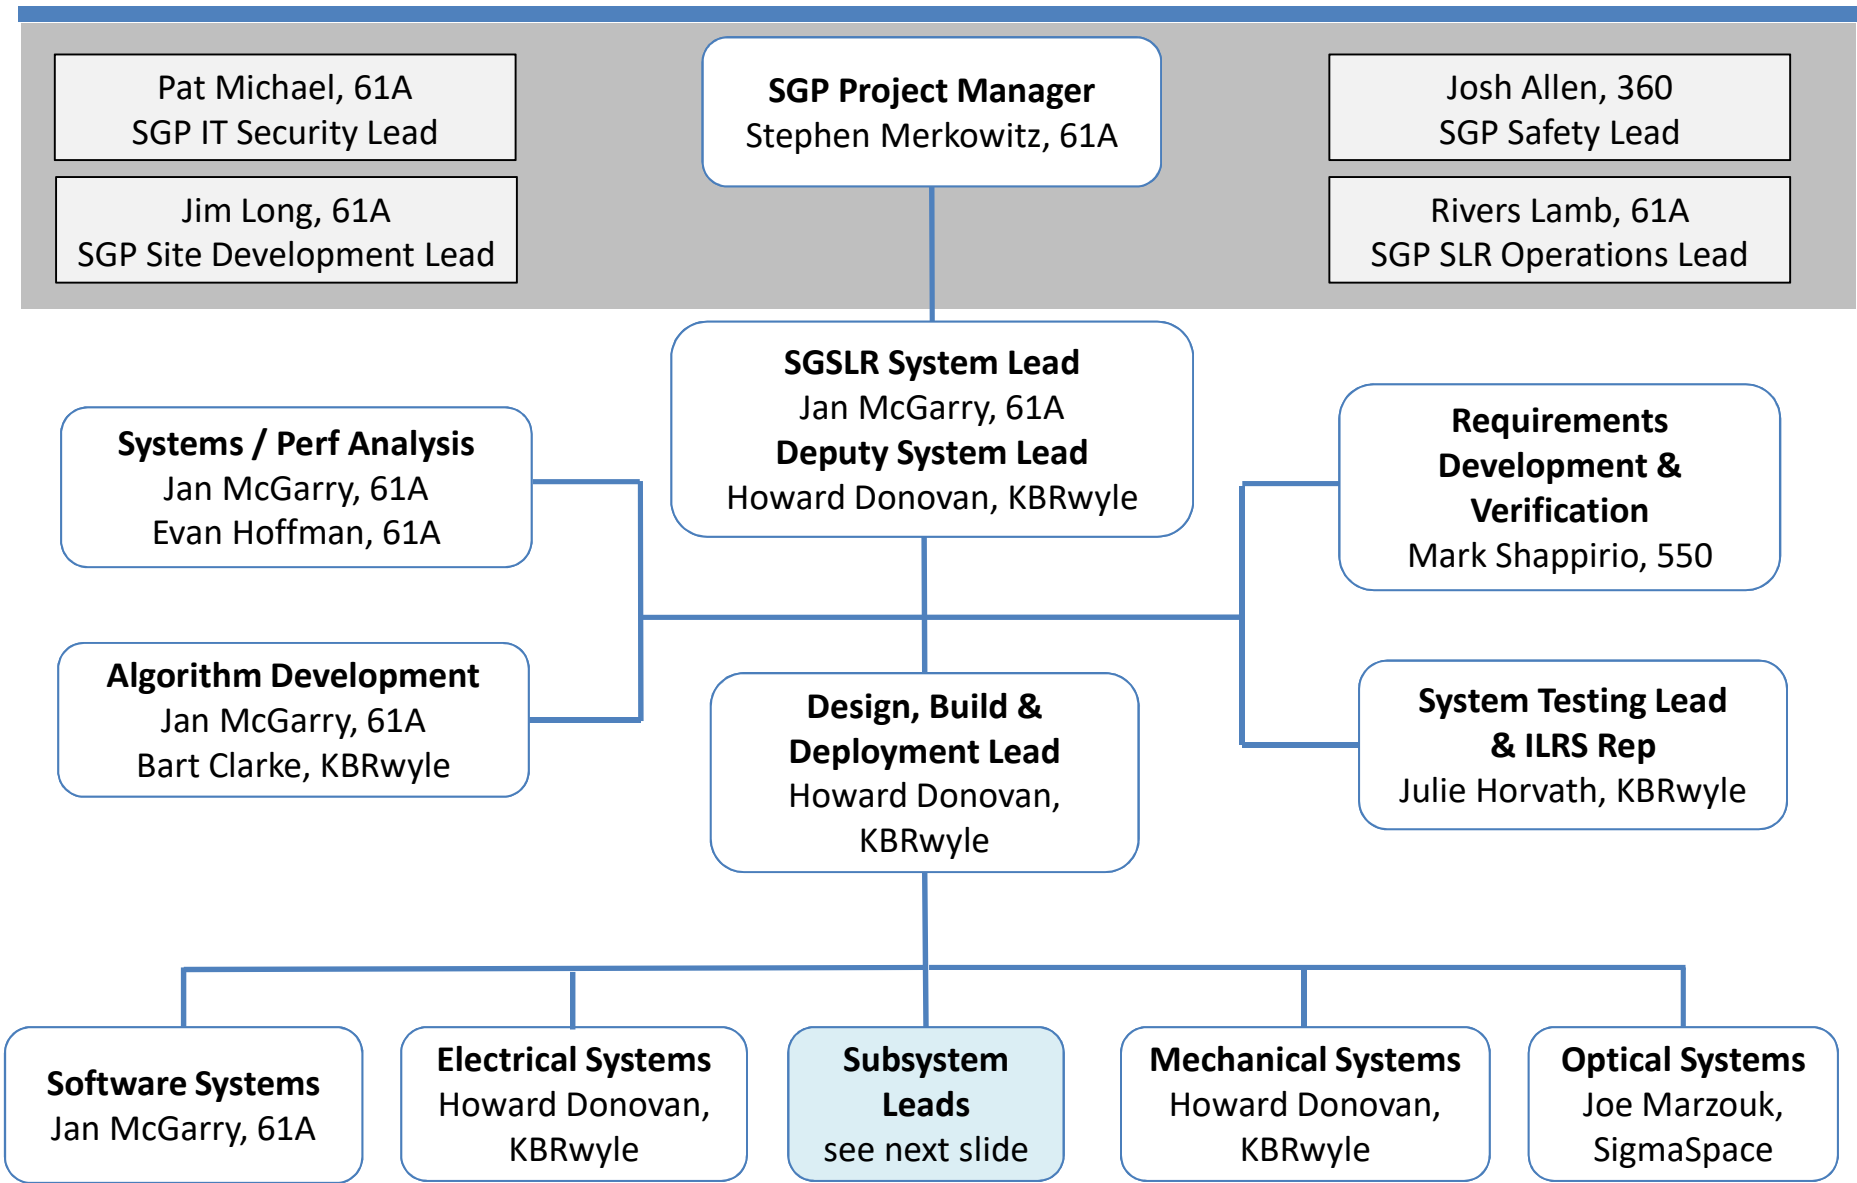 Pat Michael, 61A
SGP IT Security Lead
SGP Project Manager
Stephen Merkowitz, 61A
Josh Allen, 360
SGP Safety Lead
Jim Long, 61A
SGP Site Development Lead
Rivers Lamb, 61A
SGP SLR Operations Lead
SGSLR System Lead
Jan McGarry, 61A
Deputy System Lead
Howard Donovan, KBRwyle
Systems / Perf Analysis
Jan McGarry, 61A
Evan Hoffman, 61A
Requirements
Development &
Verification
Mark Shappirio, 550
Algorithm Development
Jan McGarry, 61A
Bart Clarke, KBRwyle
Design, Build &
Deployment Lead
Howard Donovan,
KBRwyle
System Testing Lead
& ILRS Rep
Julie Horvath, KBRwyle
Software Systems
Jan McGarry, 61A
Electrical Systems
Howard Donovan,
KBRwyle
Subsystem
Leads
see next slide
Mechanical Systems
Howard Donovan,
KBRwyle
Optical Systems
Joe Marzouk,
SigmaSpace